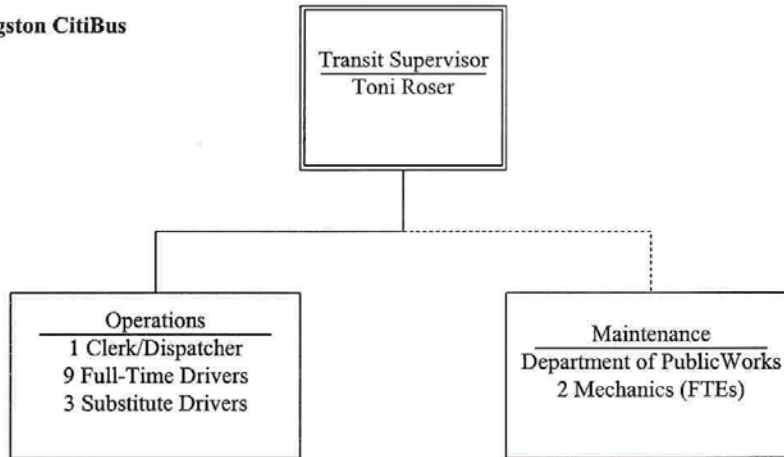 gston CitiBus
Transit Supervisor
Toni Roser
Operations
1 Clerk/Dispatcher
9 Full-Time Drivers
3 Substitute Drivers
Maintenance
Department of PublicWorks
2 Mechanics (FTEs)